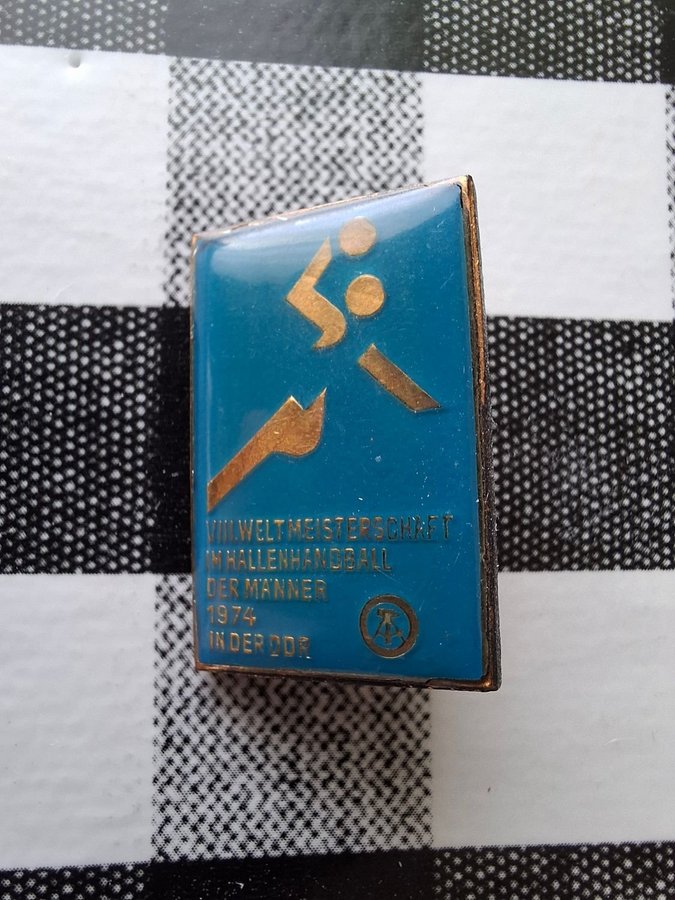 VIII. WELTMEISTERSCHAFT
IM HALLENHANDBALL
DER MÄNNER
1974
IN DER DDR